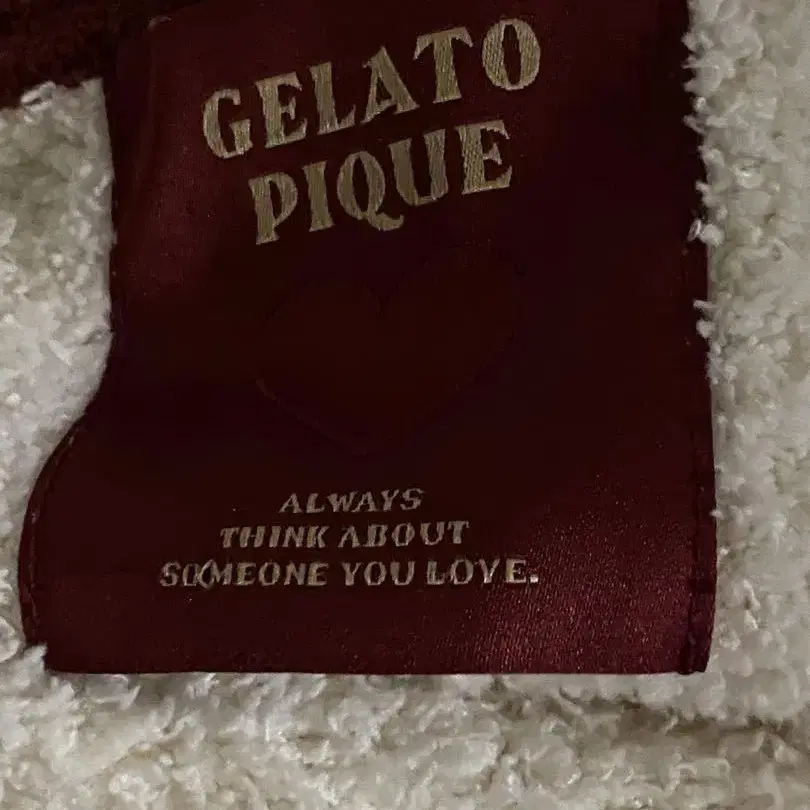 GELATO
PIQUE
ALWAYS
THINK ABOUT
SOMEONE YOU LOVE.